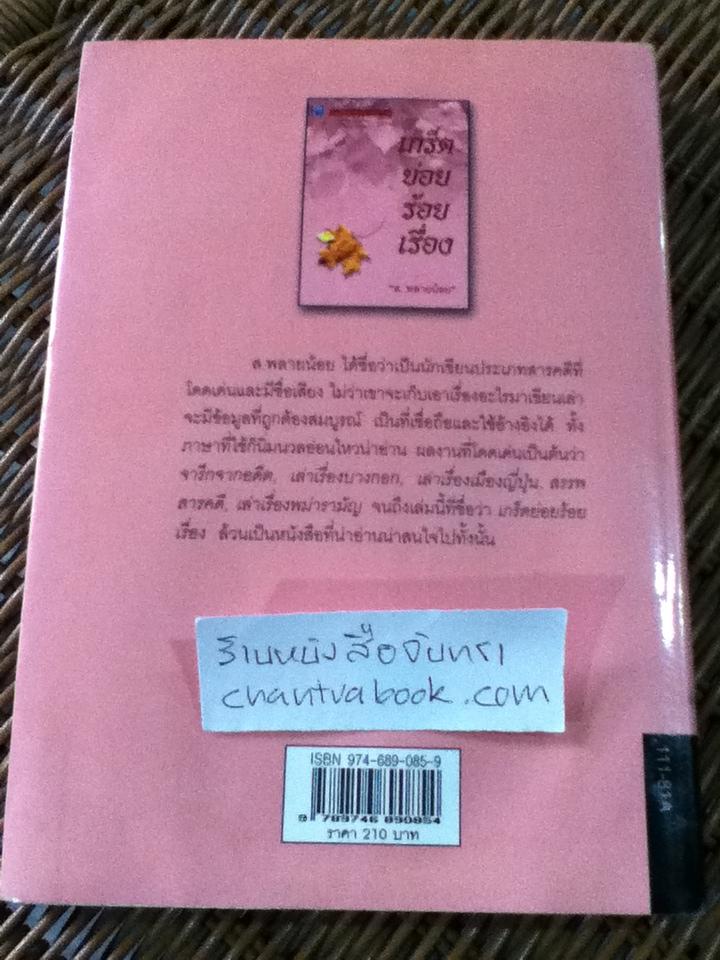 เกร็ด
ย่อย
ร้อย
เรื่อง
"ส. พลายน้อย"
ส.พลายน้อย ได้ชื่อว่าเป็นนักเขียนประเภทสารคดีที่
โดดเด่นและมีชื่อเสียง ไม่ว่าเขาจะเก็บเอาเรื่องอะไรมาเขียนเล่า
จะมีข้อมูลที่ถูกต้องสมบูรณ์ เป็นที่เชื่อถือและใช้อ้างอิงได้ ทั้ง
ภาษาที่ใช้ก็นิ่มนวลอ่อนไหวน่าอ่าน ผลงานที่โดดเด่นเป็นต้นว่า
จารึกจากอดีต, เล่าเรื่องบางกอก, เล่าเรื่องเมืองญี่ปุ่น, สรรพ
สารคดี, เล่าเรื่องพม่ารามัญ จนถึงเล่มนี้ที่ชื่อว่า เกร็ดย่อยร้อย
เรื่อง ล้วนเป็นหนังสือที่น่าอ่านน่าสนใจไปทั้งนั้น
ร้านหนังสือจันทรา
chantrabook.com
ISBN 974-689-085-9
9 789746 890854
ราคา 210 บาท